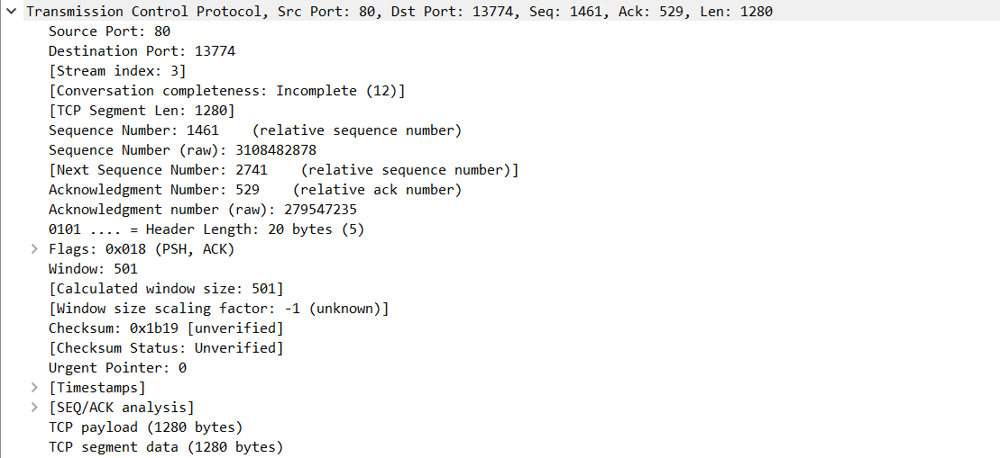 Transmission Control Protocol, Src Port: 80, Dst Port: 13774, Seq: 1461, Ack: 529, Len: 1280
Source Port: 80
Destination Port: 13774
[Stream index: 3]
[Conversation completeness: Incomplete (12)]
[TCP Segment Len: 1280]
Sequence Number: 1461    (relative sequence number)
Sequence Number (raw): 3108482878
[Next Sequence Number: 2741    (relative sequence number)]
Acknowledgment Number: 529    (relative ack number)
Acknowledgment number (raw): 279547235
0101 .... = Header Length: 20 bytes (5)
Flags: 0x018 (PSH, ACK)
Window: 501
[Calculated window size: 501]
[Window size scaling factor: -1 (unknown)]
Checksum: 0x1b19 [unverified]
[Checksum Status: Unverified]
Urgent Pointer: 0
[Timestamps]
[SEQ/ACK analysis]
TCP payload (1280 bytes)
TCP segment data (1280 bytes)